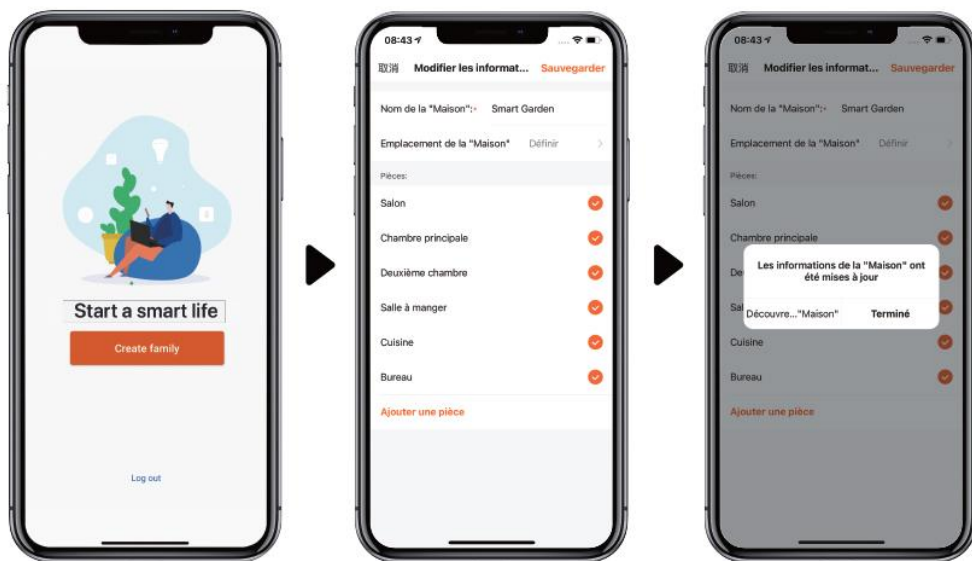 Start a smart life
Create family
Log out
08:43
取消 Modifier les informat... Sauvegarder
Nom de la "Maison":* Smart Garden
Emplacement de la "Maison" Définir
Pièces:
Salon
Chambre principale
Deuxième chambre
Salle à manger
Cuisine
Bureau
Ajouter une pièce
08:43
取消 Modifier les informat... Sauvegarder
Nom de la "Maison":* Smart Garden
Emplacement de la "Maison" Définir
Pièces:
Salon
Chambre principale
Les informations de la "Maison" ont
été mises à jour
De
Sal
Découvre..."Maison" Terminé
Cuisine
Bureau
Ajouter une pièce